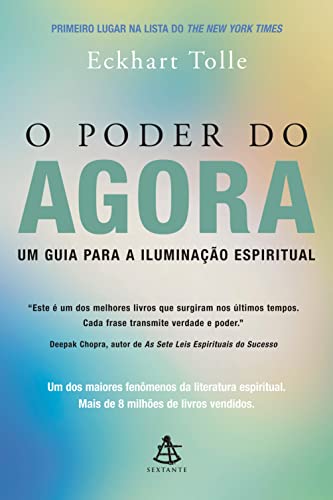 PRIMEIRO LUGAR NA LISTA DO THE NEW YORK TIMES
Eckhart Tolle
O PODER DO
AGORA
UM GUIA PARA A ILUMINAÇÃO ESPIRITUAL
“Este é um dos melhores livros que surgiram nos últimos tempos.
Cada frase transmite verdade e poder.”
Deepak Chopra, autor de As Sete Leis Espirituais do Sucesso
Um dos maiores fenômenos da literatura espiritual.
Mais de 8 milhões de livros vendidos.
SEXTANTE